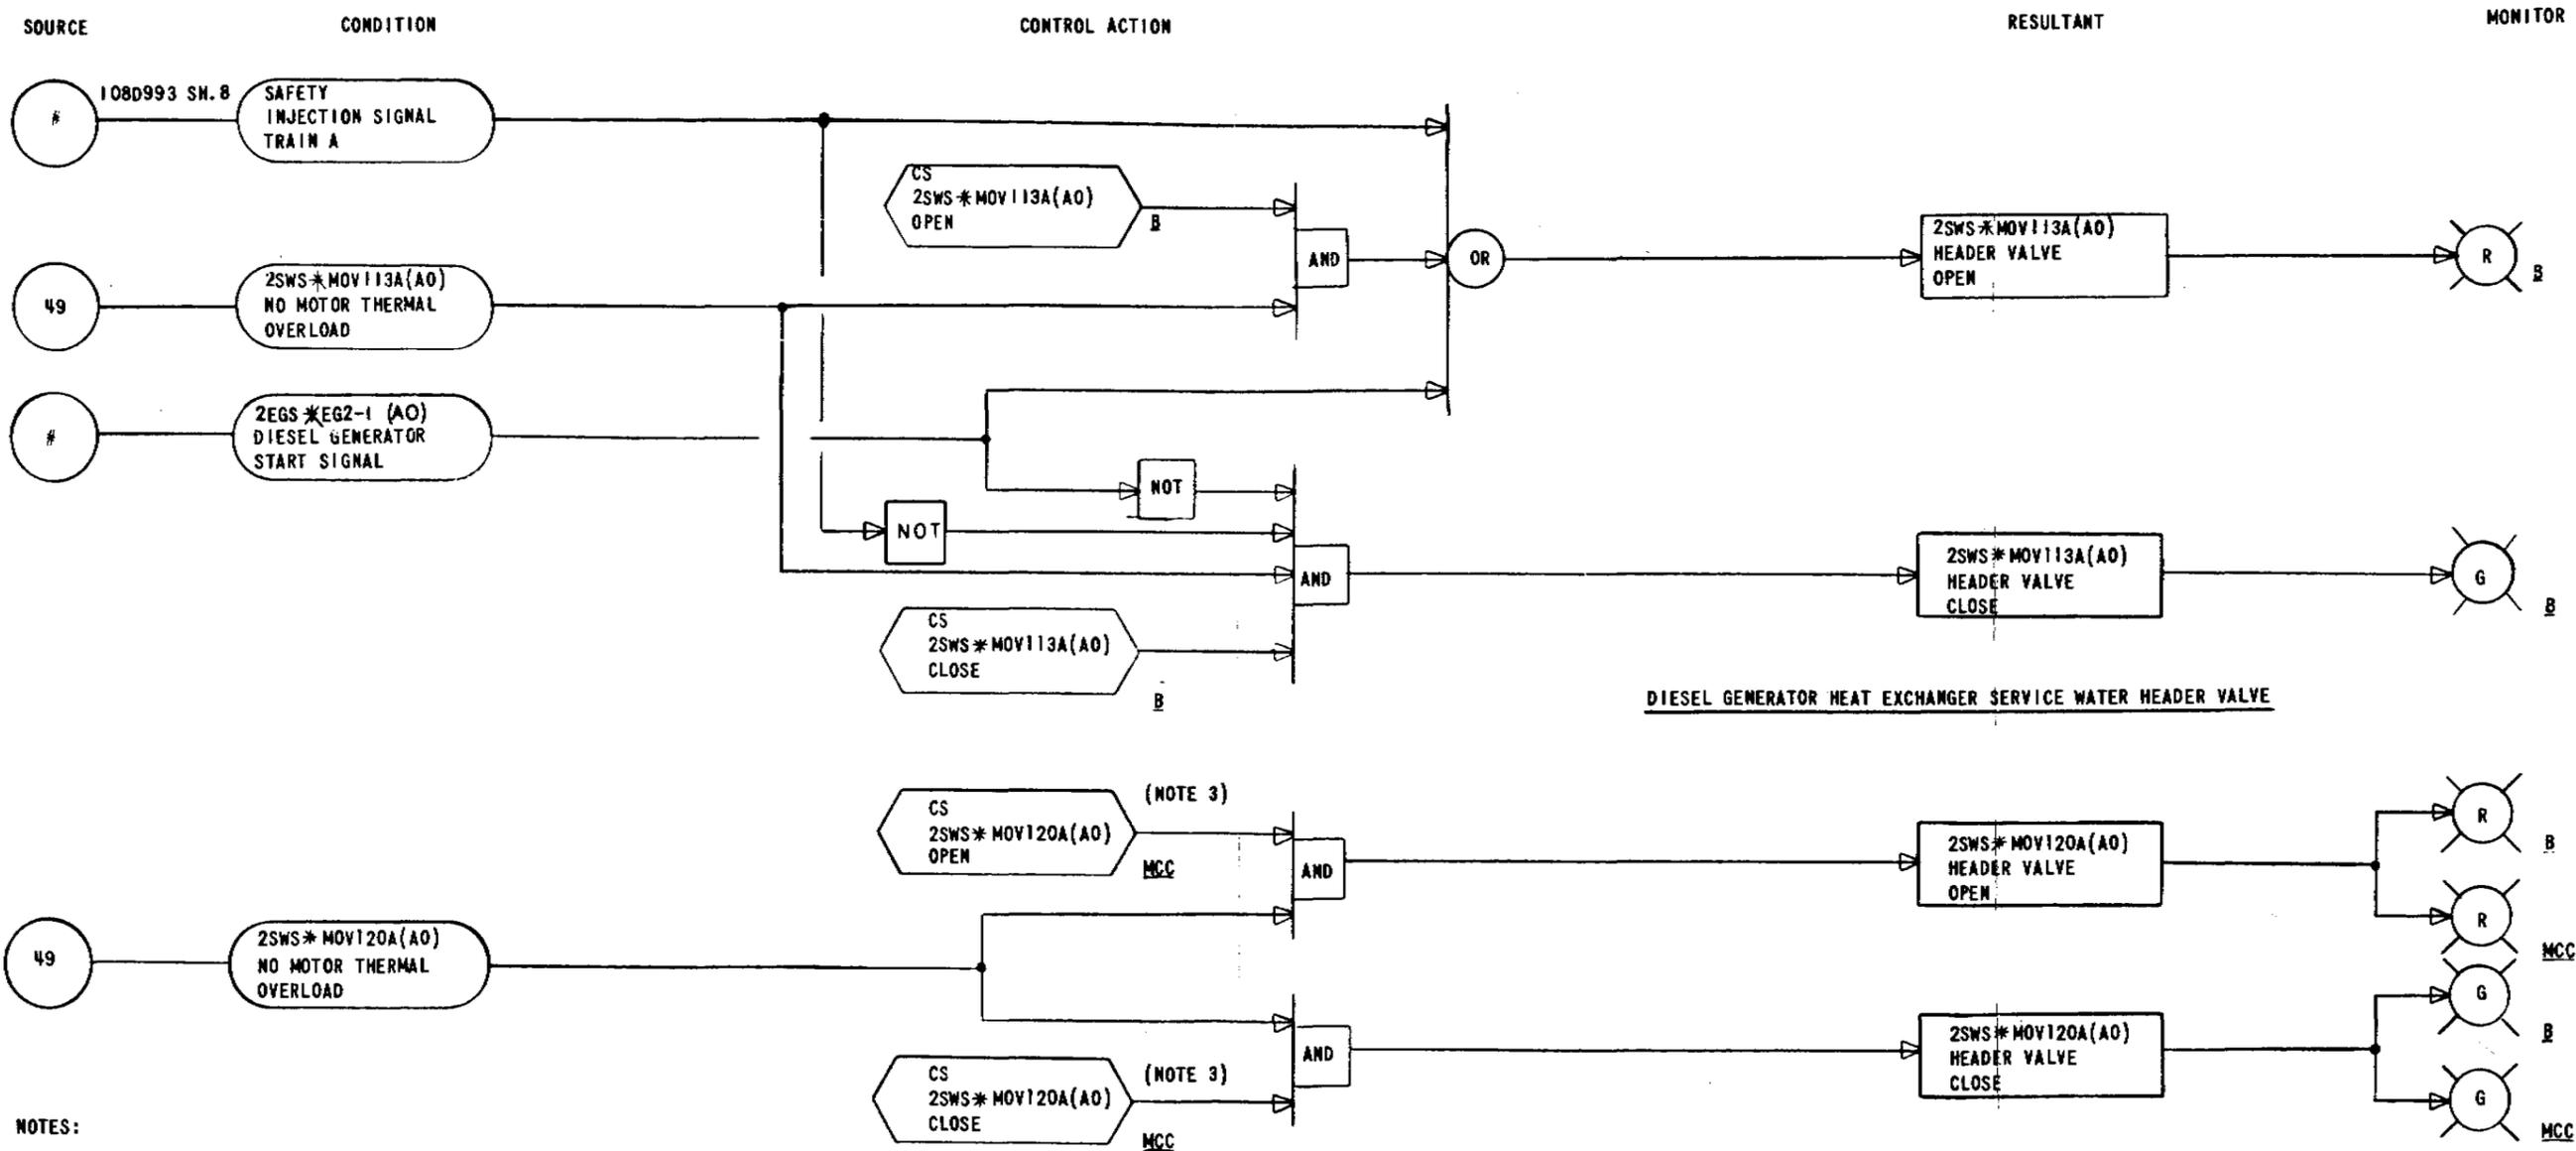 SOURCE
CONDITION
CONTROL ACTION
RESULTANT
MONITOR
#
108D993 SH.8
SAFETY
INJECTION SIGNAL
TRAIN A
CS
2SWS*MOV113A(AO)
OPEN
B
49
2SWS*MOV113A(AO)
NO MOTOR THERMAL
OVERLOAD
AND
OR
2SWS*MOV113A(AO)
HEADER VALVE
OPEN
R
B
#
2EGS*EG2-1 (AO)
DIESEL GENERATOR
START SIGNAL
NOT
NOT
AND
CS
2SWS*MOV113A(AO)
CLOSE
B
2SWS*MOV113A(AO)
HEADER VALVE
CLOSE
G
B
DIESEL GENERATOR HEAT EXCHANGER SERVICE WATER HEADER VALVE
CS
2SWS*MOV120A(AO)
OPEN
(NOTE 3)
MCC
AND
2SWS*MOV120A(AO)
HEADER VALVE
OPEN
R
B
R
MCC
49
2SWS*MOV120A(AO)
NO MOTOR THERMAL
OVERLOAD
CS
2SWS*MOV120A(AO)
CLOSE
(NOTE 3)
MCC
AND
2SWS*MOV120A(AO)
HEADER VALVE
CLOSE
G
B
G
MCC
NOTES: